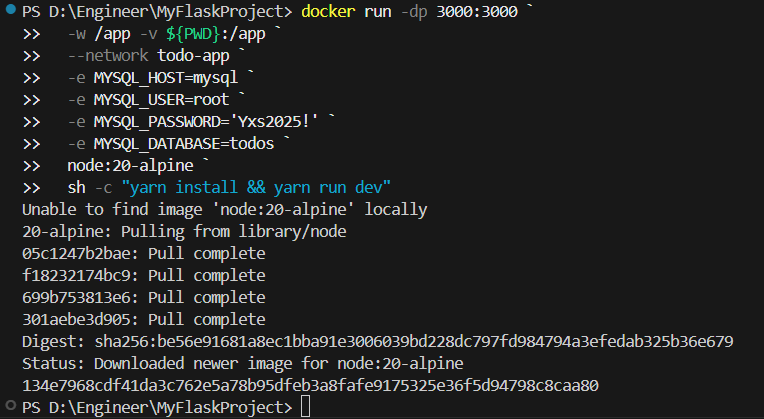 PS D:\Engineer\MyFlaskProject> docker run -dp 3000:3000 `
>> -w /app -v ${PWD}:/app `
>> --network todo-app `
>> -e MYSQL_HOST=mysql `
>> -e MYSQL_USER=root `
>> -e MYSQL_PASSWORD='Yxs2025!' `
>> -e MYSQL_DATABASE=todos `
>> node:20-alpine `
>> sh -c "yarn install && yarn run dev"
Unable to find image 'node:20-alpine' locally
20-alpine: Pulling from library/node
05c1247b2bae: Pull complete
f18232174bc9: Pull complete
699b753813e6: Pull complete
301aebe3d905: Pull complete
Digest: sha256:be56e91681a8ec1bba91e3006039bd228dc797fd984794a3efedab325b36e679
Status: Downloaded newer image for node:20-alpine
134e7968cdf41da3c762e5a78b95dfeb3a8fafe9175325e36f5d94798c8caa80
PS D:\Engineer\MyFlaskProject>